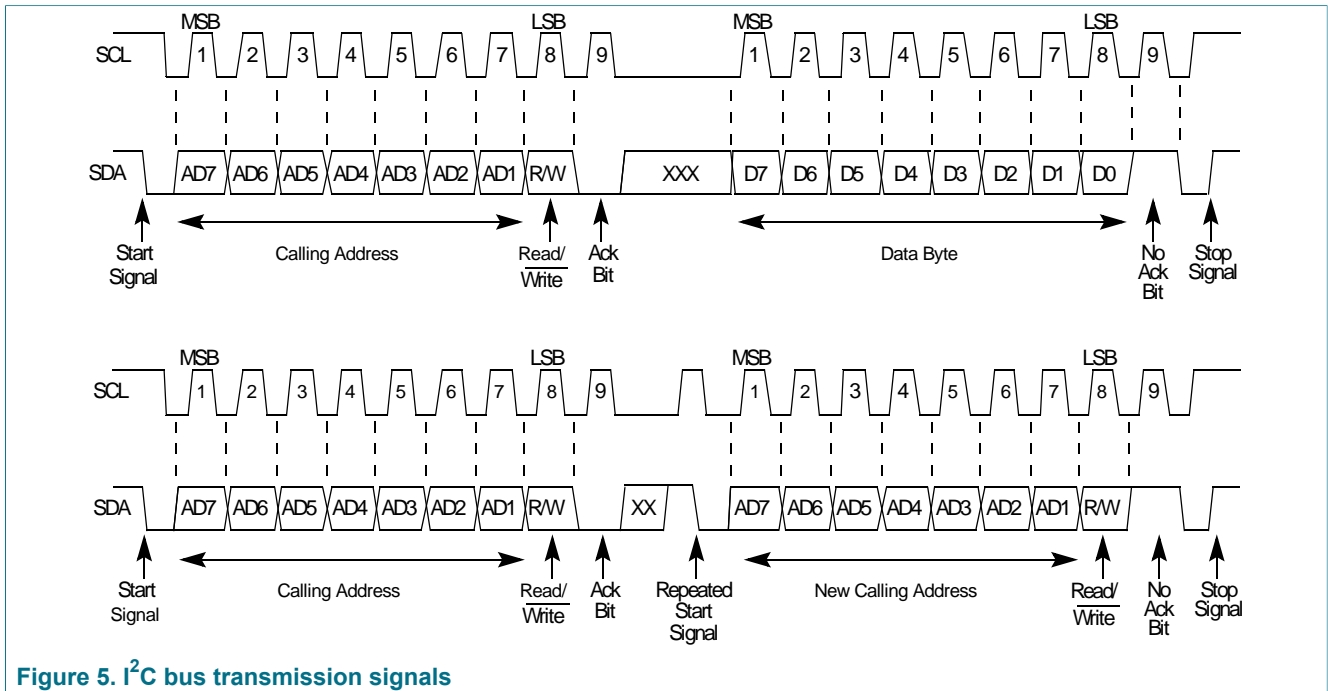 MSB LSB MSB LSB
SCL 1 2 3 4 5 6 7 8 9 1 2 3 4 5 6 7 8 9
SDA AD7 AD6 AD5 AD4 AD3 AD2 AD1 R/W XXX D7 D6 D5 D4 D3 D2 D1 D0
Start Signal
Calling Address
Read/ Write
Ack Bit
Data Byte
No Ack Bit
Stop Signal
MSB LSB MSB LSB
SCL 1 2 3 4 5 6 7 8 9 1 2 3 4 5 6 7 8 9
SDA AD7 AD6 AD5 AD4 AD3 AD2 AD1 R/W XX AD7 AD6 AD5 AD4 AD3 AD2 AD1 R/W
Start Signal
Calling Address
Read/ Write
Ack Bit
Repeated Start Signal
New Calling Address
Read/ Write
No Ack Bit
Stop Signal
Figure 5. I²C bus transmission signals